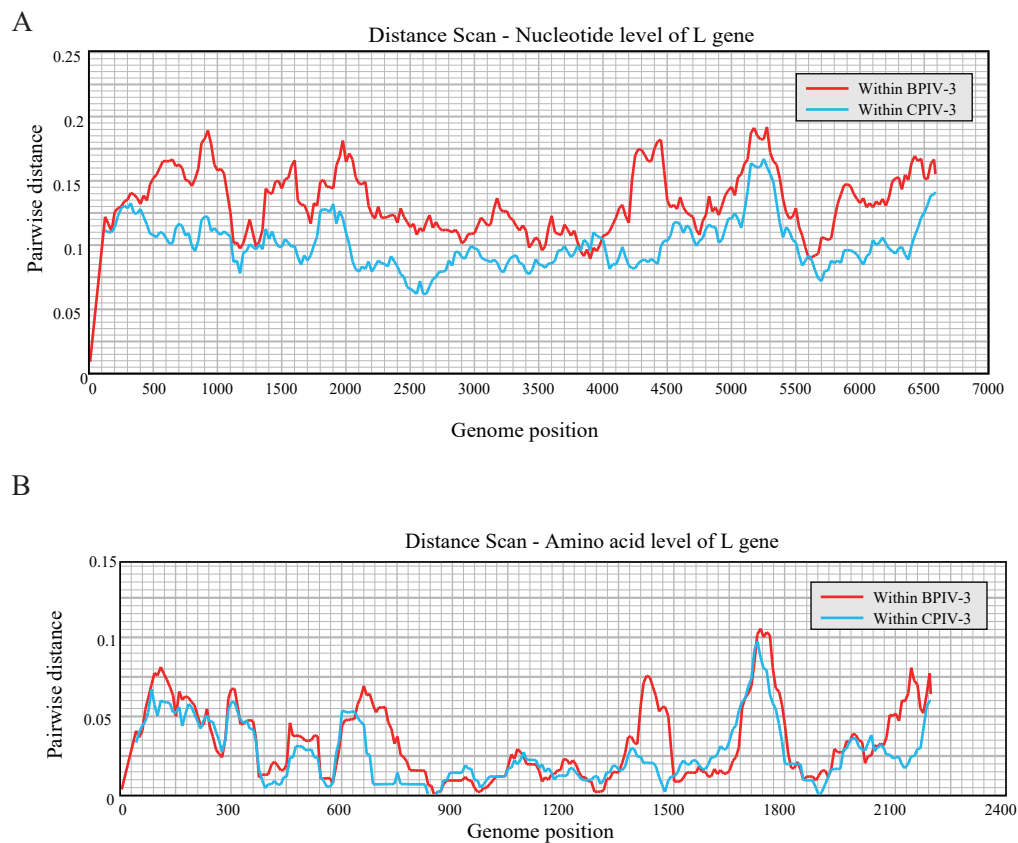 A
Distance Scan - Nucleotide level of L gene
0.25
0.2
0.15
0.1
0.05
0
Pairwise distance
Within BPIV-3
Within CPIV-3
0 500 1000 1500 2000 2500 3000 3500 4000 4500 5000 5500 6000 6500 7000
Genome position
B
Distance Scan - Amino acid level of L gene
0.15
0.1
0.05
0
Pairwise distance
Within BPIV-3
Within CPIV-3
0 300 600 900 1200 1500 1800 2100 2400
Genome position